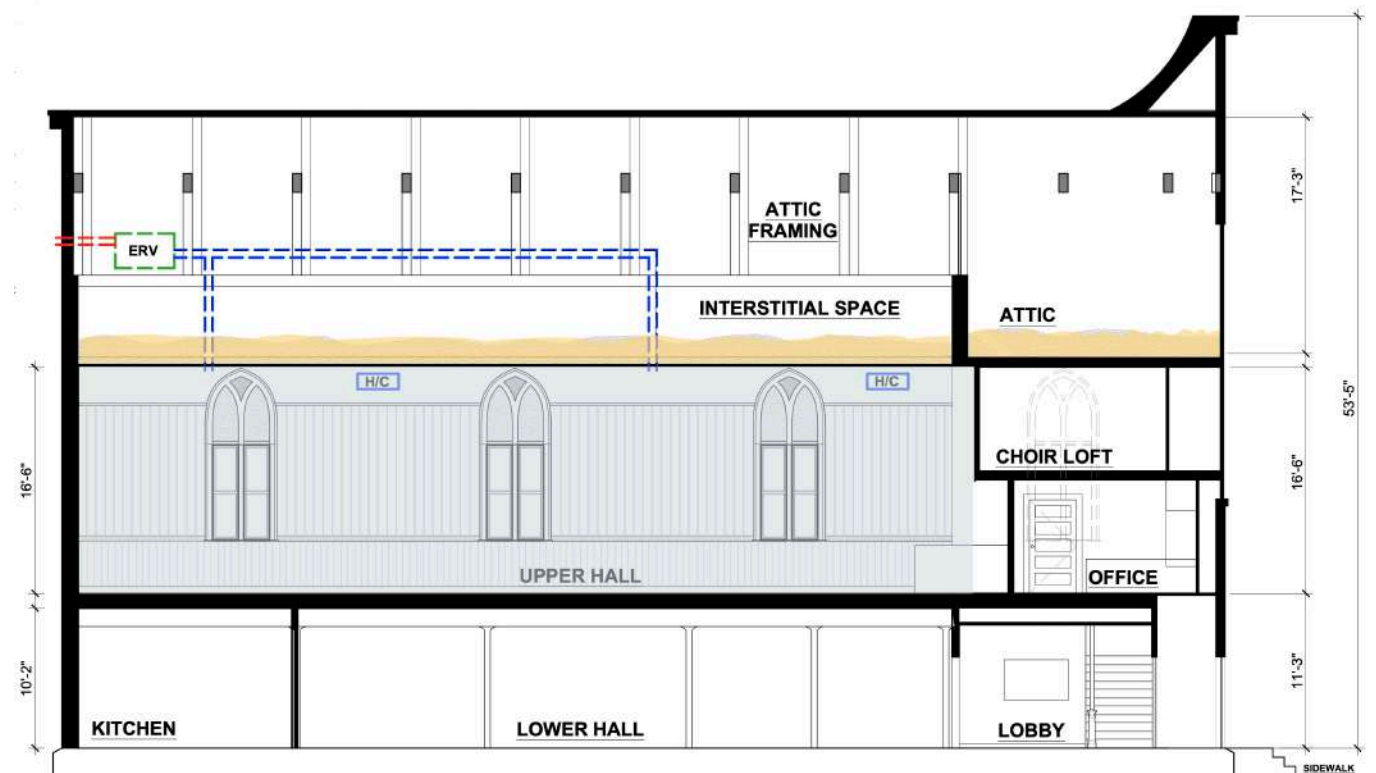 17'-3"
ATTIC
FRAMING
ERV
53'-5"
INTERSTITIAL SPACE
ATTIC
H/C
H/C
16'-6"
CHOIR LOFT
16'-6"
UPPER HALL
OFFICE
10'-2"
11'-3"
KITCHEN
LOWER HALL
LOBBY
SIDEWALK